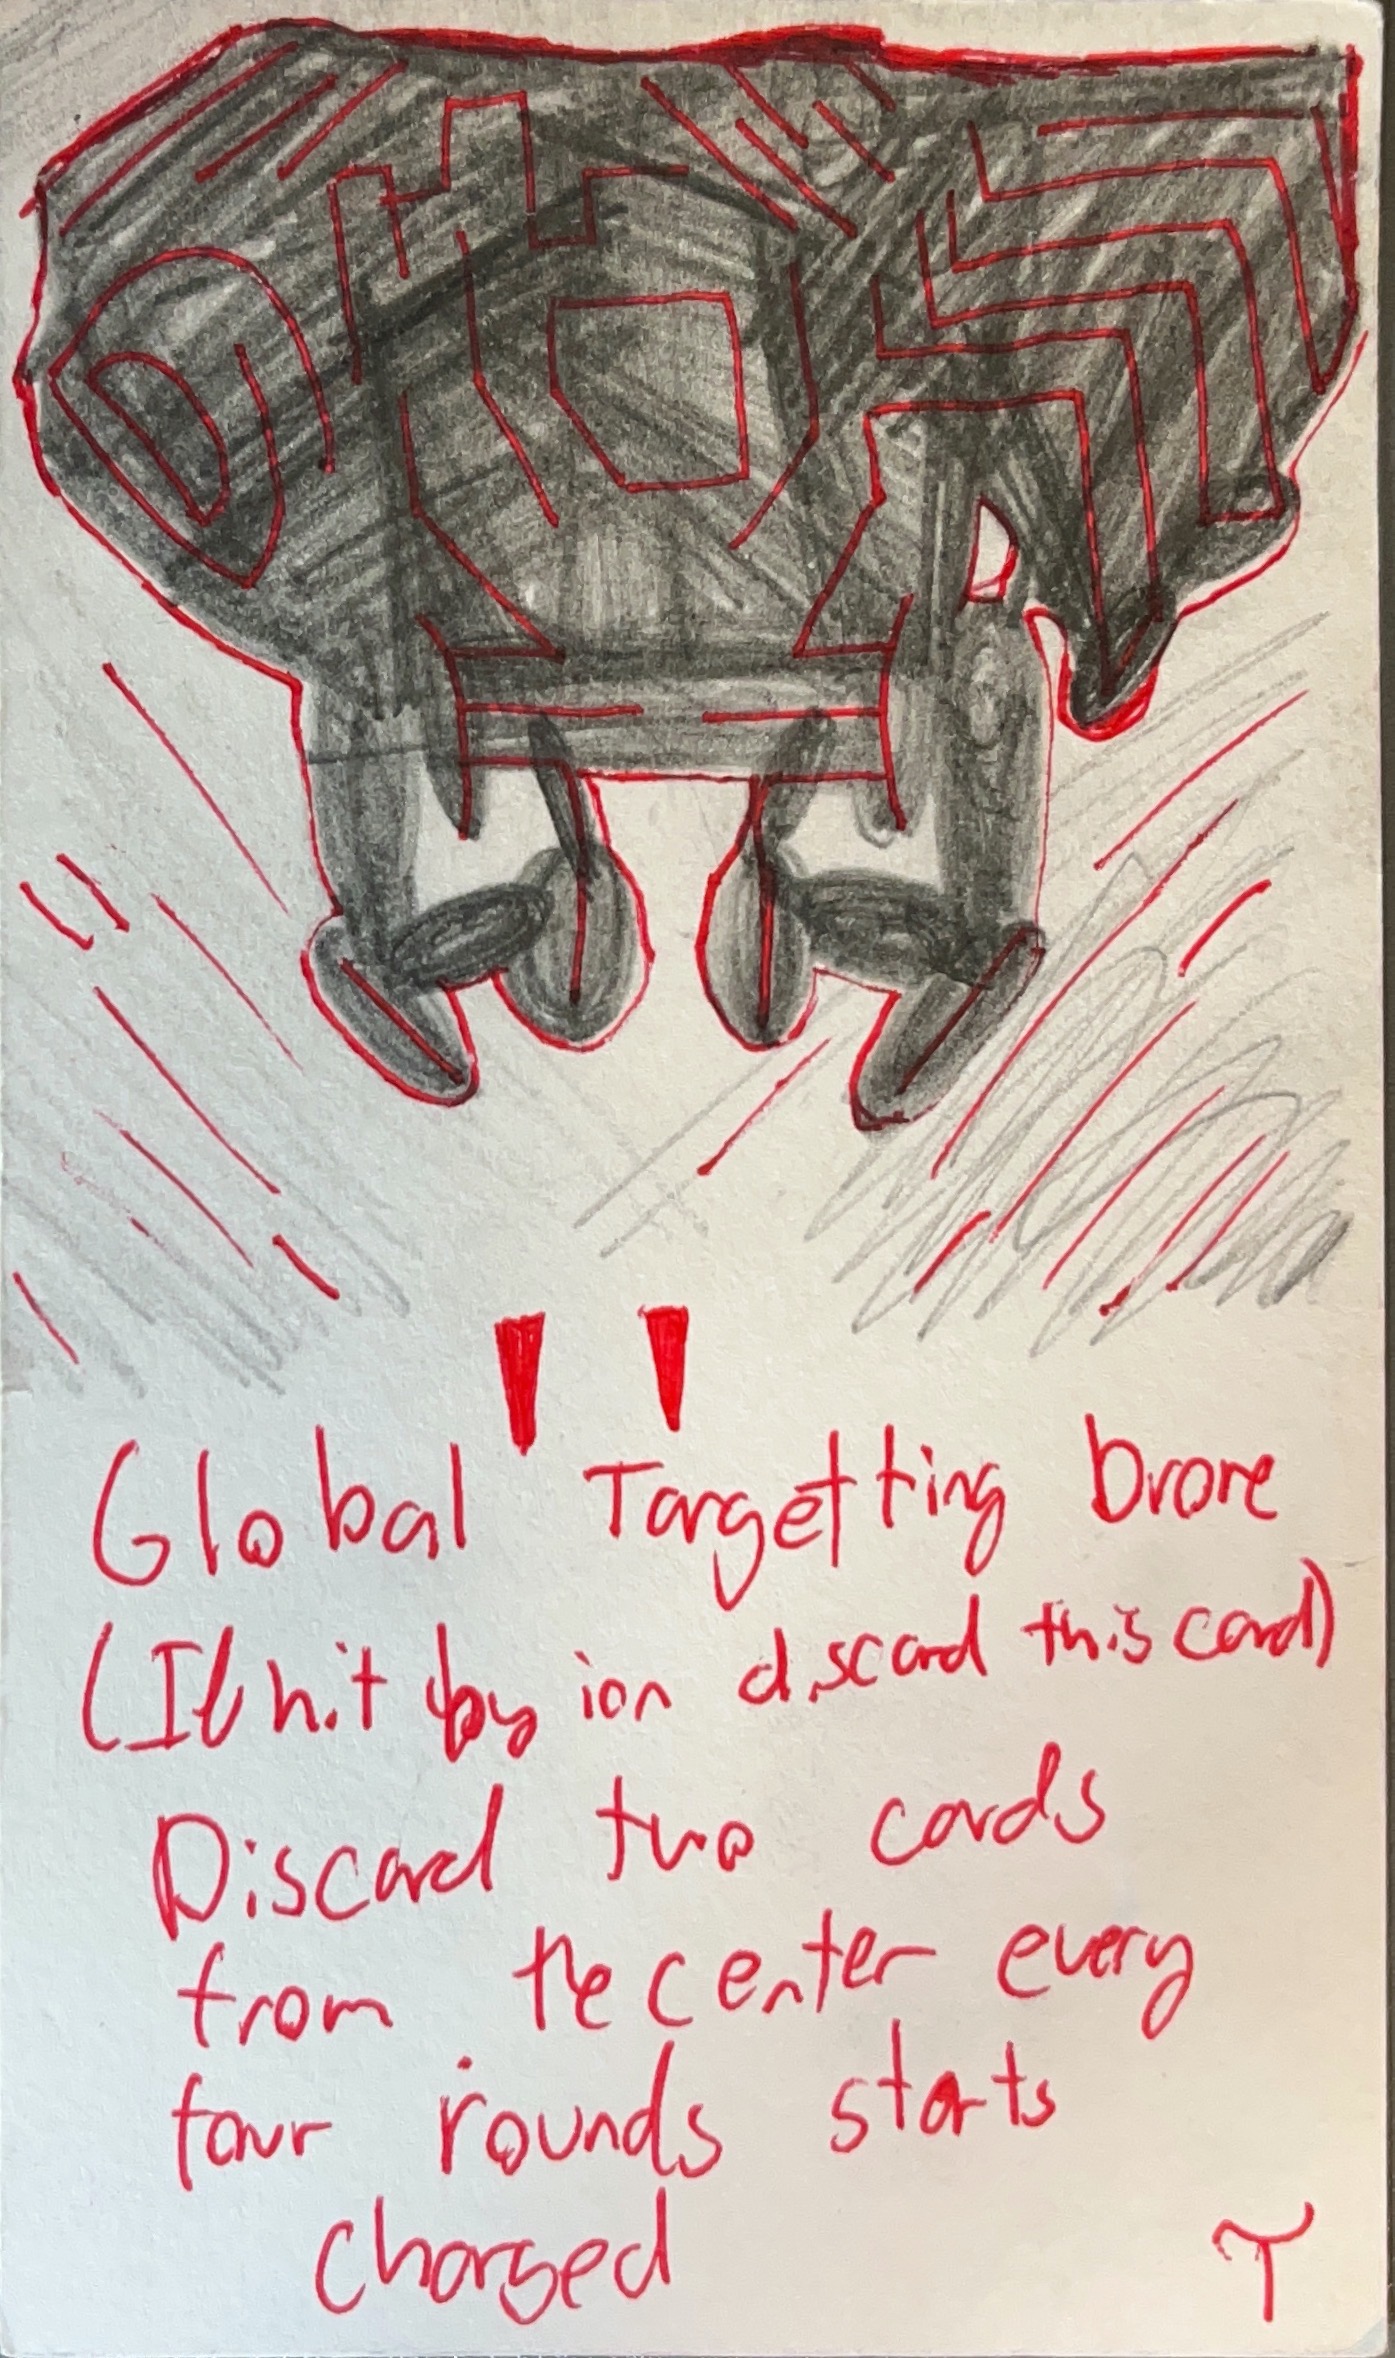 Global Targetting Drone
(If hit by ion discard this card)
Discard two cards
from the center every
four rounds starts
charged
T